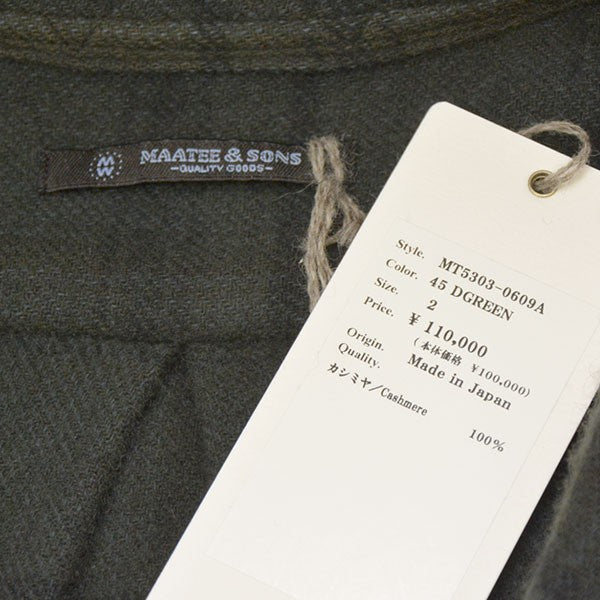 M
W
MAATEE & SONS
-QUALITY GOODS-
Style. MT5303-0609A
Color. 45 DGREEN
Size. 2
Price. ¥ 110,000
(本体価格 ¥100,000)
Origin. Made in Japan
Quality.
カシミヤ/Cashmere 100%